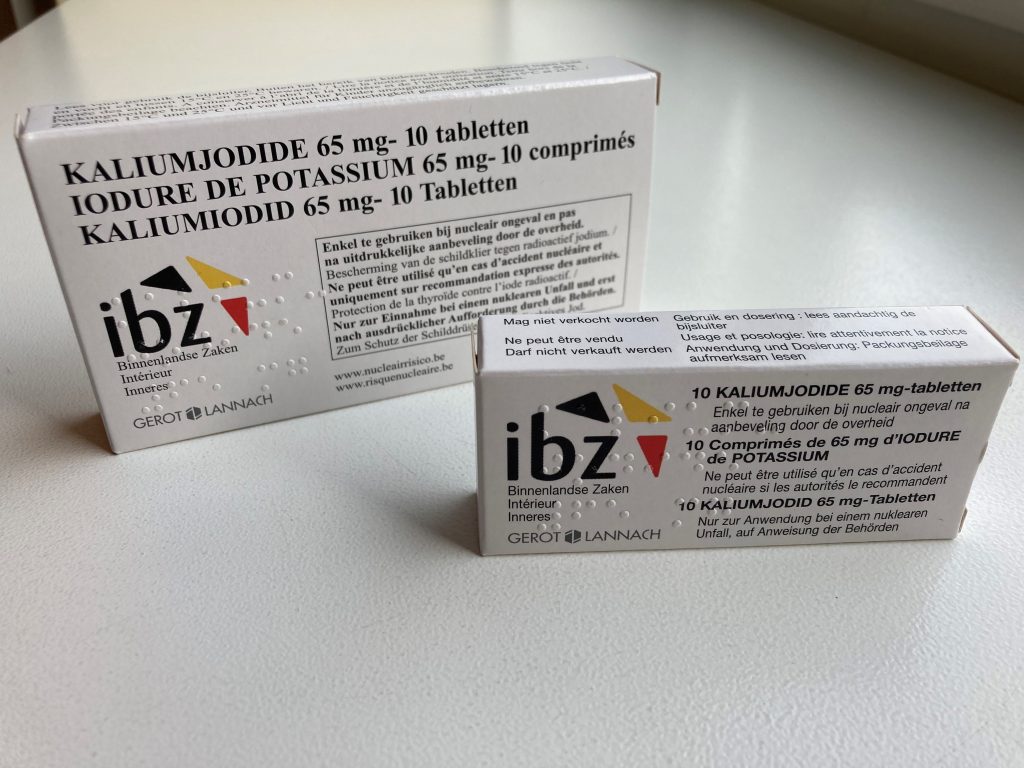 KALIUMJODIDE 65 mg- 10 tabletten
IODURE DE POTASSIUM 65 mg- 10 comprimés
KALIUMIODID 65 mg- 10 Tabletten
Enkel te gebruiken bij nucleair ongeval en pas
na uitdrukkelijke aanbeveling door de overheid.
Bescherming van de schildklier tegen radioactief jodium. /
Ne peut être utilisé qu'en cas d'accident nucléaire et
uniquement sur recommandation expresse des autorités.
Protection de la thyroïde contre l'iode radioactif. /
Nur zur Einnahme bei einem nuklearen Unfall und erst
nach ausdrücklicher Aufforderung durch die Behörden.
Zum Schutz der Jod.
ibz
Binnenlandse Zaken
Intérieur
Inneres
GEROT LANNACH
www.nucleairrisico.be
www.risquenucleaire.be
Mag niet verkocht worden
Ne peut être vendu
Darf nicht verkauft werden
Gebruik en dosering : lees aandachtig de
bijsluiter
Usage et posologie: lire attentivement la notice
Anwendung und Dosierung: Packungsbeilage
aufmerksam lesen
ibz
Binnenlandse Zaken
Intérieur
Inneres
GEROT LANNACH
10 KALIUMJODIDE 65 mg-tabletten
Enkel te gebruiken bij nucleair ongeval na
aanbeveling door de overheid
10 Comprimés de 65 mg d'IODURE
de POTASSIUM
Ne peut être utilisé qu'en cas d'accident
nucléaire si les autorités le recommandent
10 KALIUMJODID 65 mg-Tabletten
Nur zur Anwendung bei einem nuklearen
Unfall, auf Anweisung der Behörden